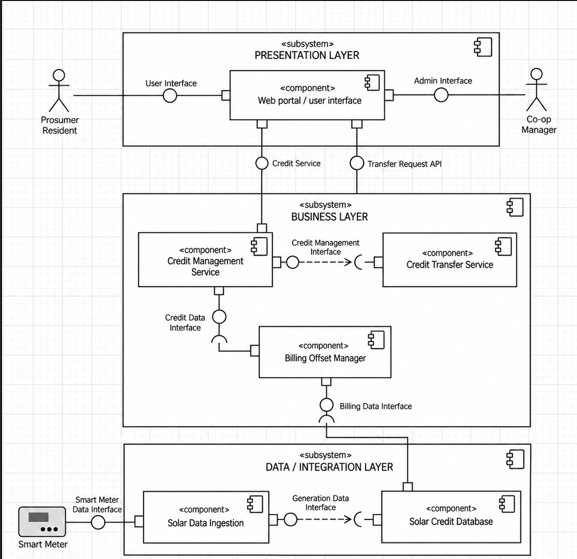 «subsystem»
PRESENTATION LAYER
User Interface
«component»
Web portal / user interface
Admin Interface
Prosumer
Resident
Co-op
Manager
Credit Service
Transfer Request API
«subsystem»
BUSINESS LAYER
«component»
Credit Management
Service
Credit Management
Interface
«component»
Credit Transfer Service
Credit Data
Interface
«component»
Billing Offset Manager
Billing Data Interface
«subsystem»
DATA / INTEGRATION LAYER
Smart Meter
Data Interface
«component»
Solar Data Ingestion
Generation Data
Interface
«component»
Solar Credit Database
Smart Meter